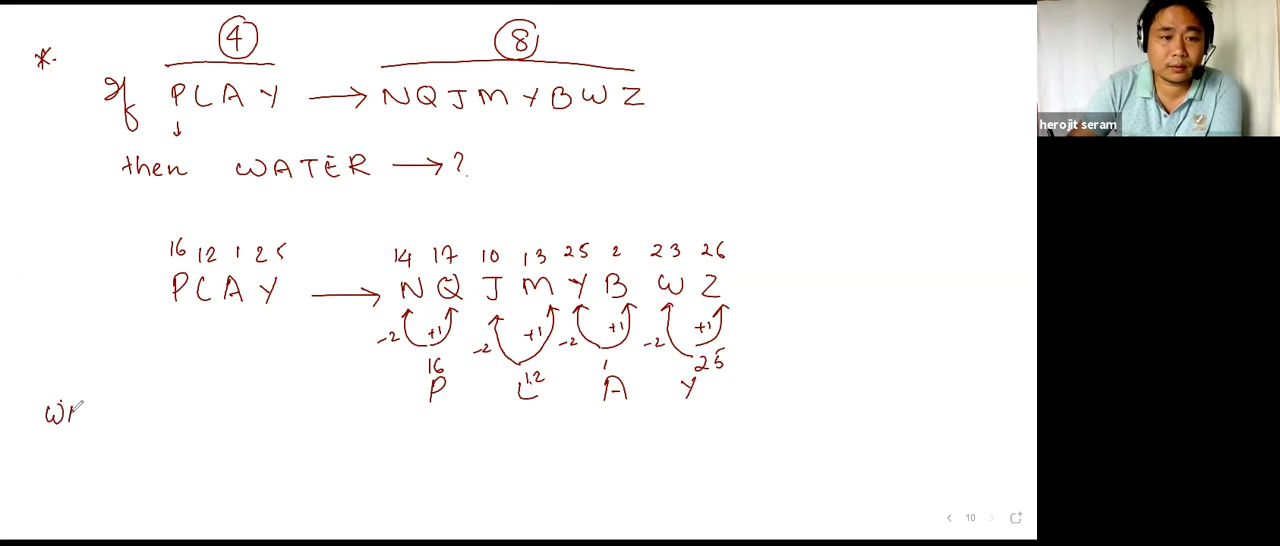 4 8
*. If PLAY → NQJMYBWZ
then WATER → ?
16 12 1 25 14 17 10 13 25 2 23 26
PLAY → NQJMYBWZ
-2 +1 -2 +1 -2 +1 -2 +1
16 12 1 25
P L A Y
herojit seram
10